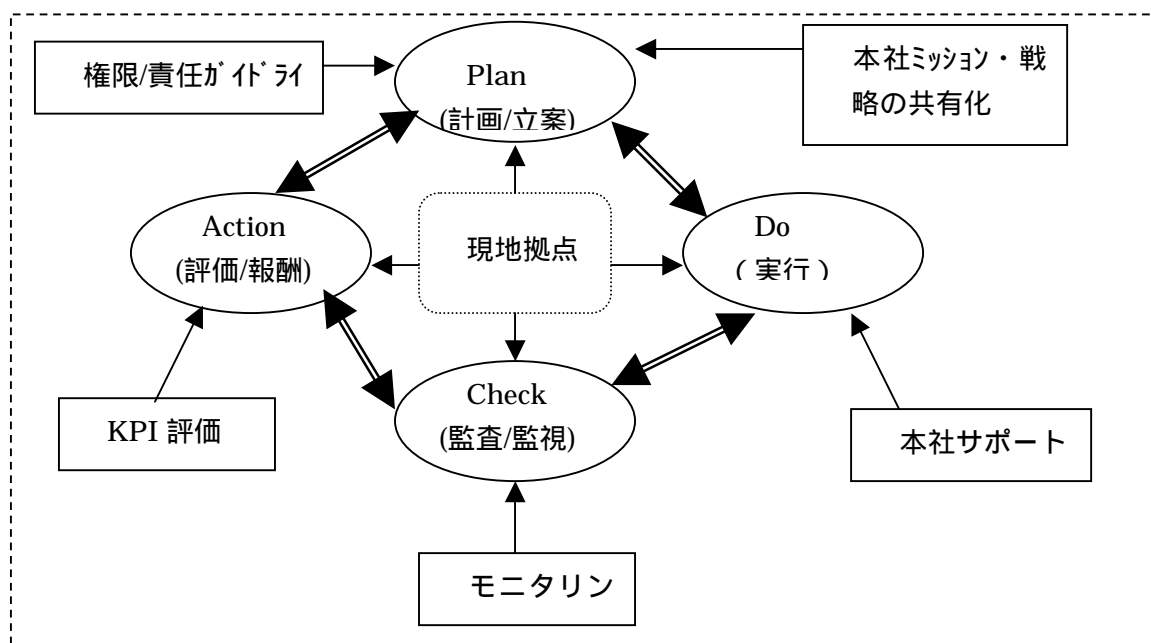 権限/責任ｶﾞｲﾄﾞﾗｲ
Plan
(計画/立案)
本社ﾐｯｼｮﾝ・戦
略の共有化
Action
(評価/報酬)
現地拠点
Do
(実行)
Check
(監査/監視)
KPI 評価
本社サポート
モニタリン